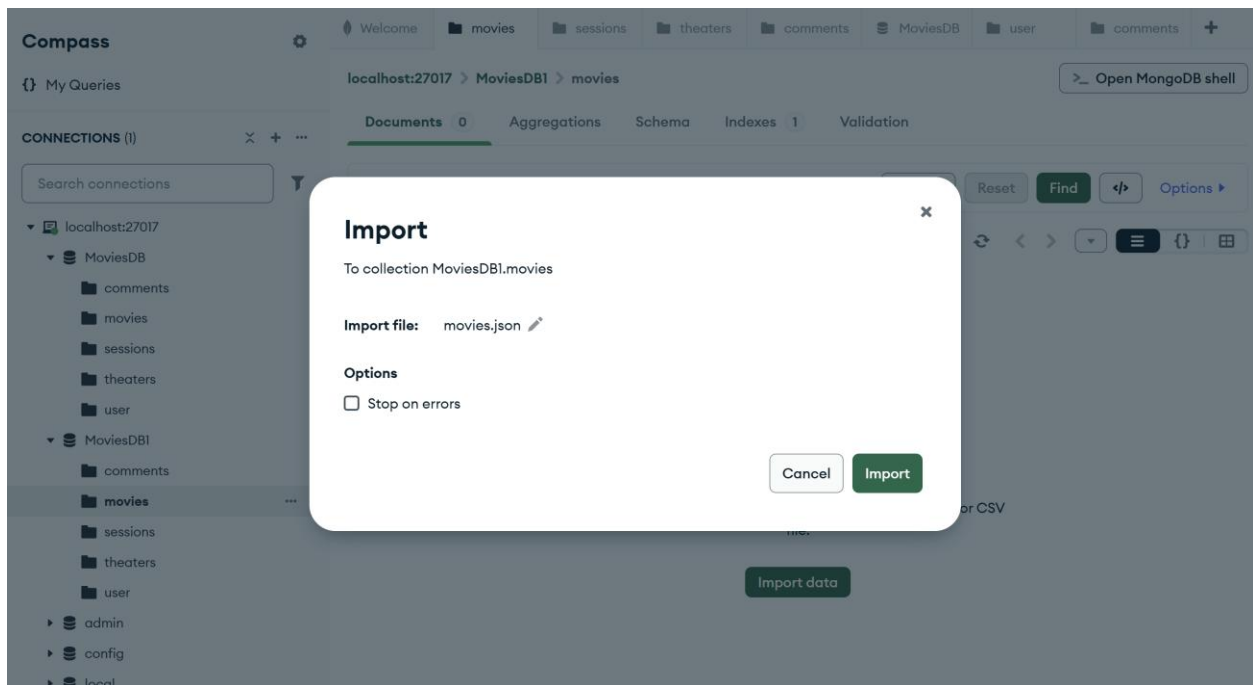 Compass
{} My Queries
CONNECTIONS (1)
Search connections
localhost:27017
MoviesDB
comments
movies
sessions
theaters
user
MoviesDB1
comments
movies
sessions
theaters
user
admin
config
local
Welcome movies sessions theaters comments MoviesDB user comments
localhost:27017 > MoviesDB1 > movies
>_ Open MongoDB shell
Documents 0 Aggregations Schema Indexes 1 Validation
Reset Find </> Options
{}
Import
To collection MoviesDB1.movies
Import file: movies.json
Options
Stop on errors
Cancel Import
or CSV
file.
Import data